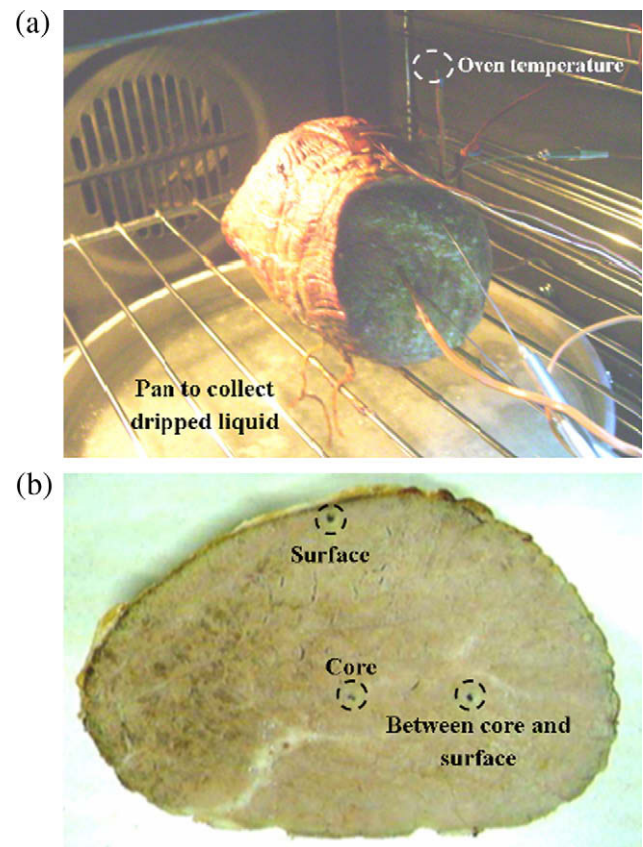 (a)
Oven temperature
Pan to collect
dripped liquid
(b)
Surface
Core
Between core and
surface